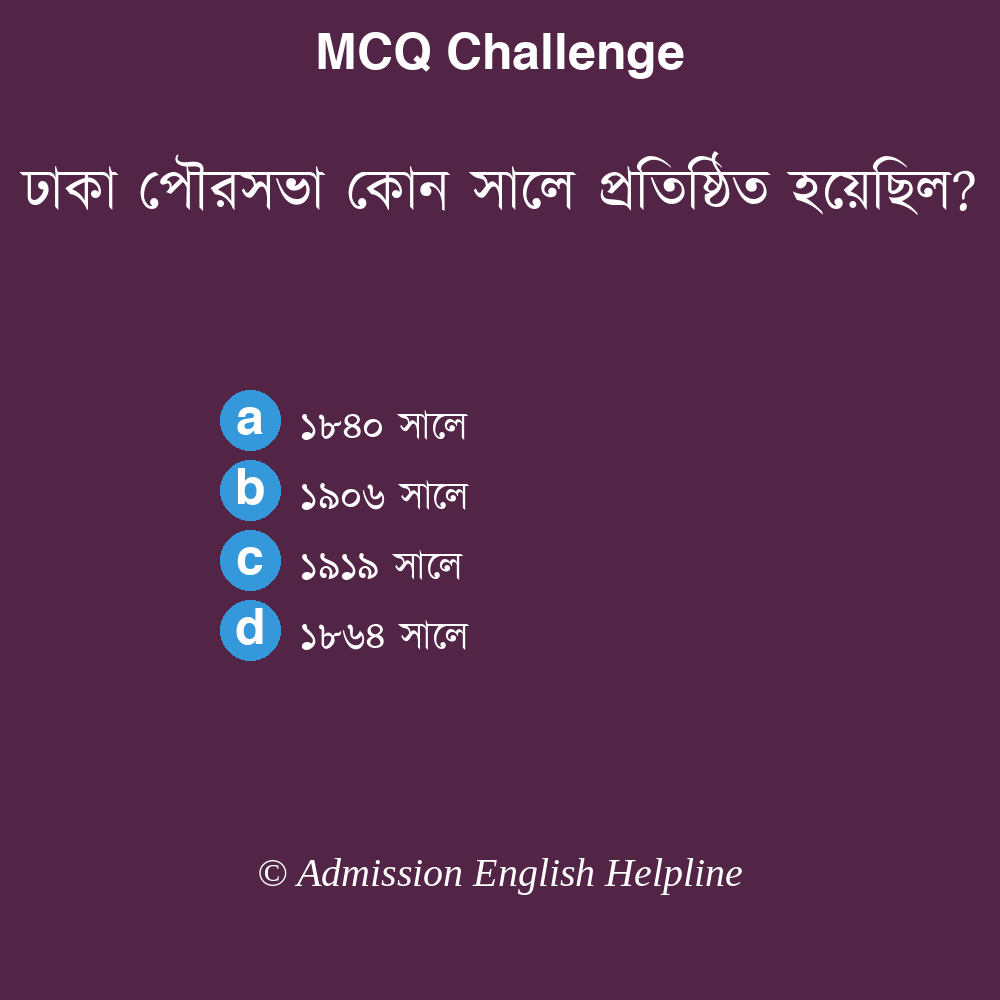 MCQ Challenge
ঢাকা পৌরসভা কোন সালে প্রতিষ্ঠিত হয়েছিল?
a ১৮৪০ সালে
b ১৯০৬ সালে
c ১৯১৯ সালে
d ১৮৬৪ সালে
© Admission English Helpline